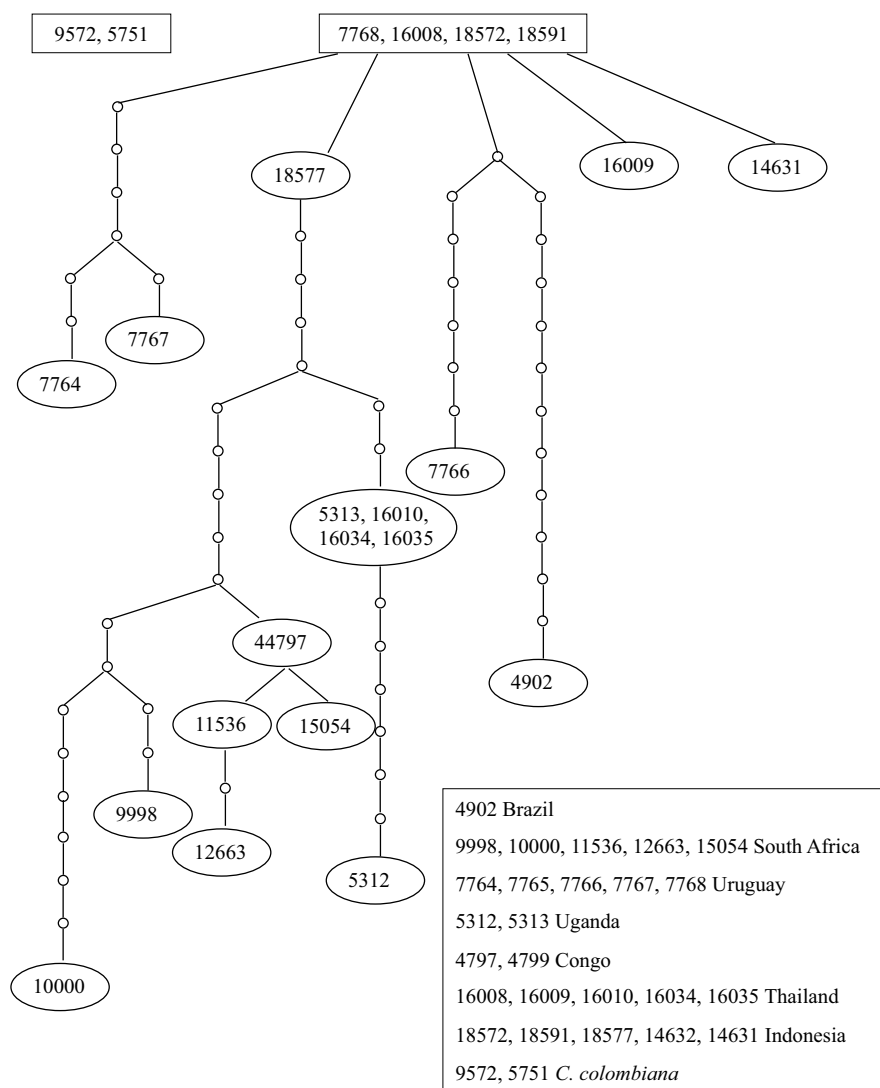 9572, 5751
7768, 16008, 18572, 18591
18577
16009
14631
7767
7764
7766
5313, 16010,
16034, 16035
44797
4902
11536
15054
9998
12663
5312
10000
4902 Brazil
9998, 10000, 11536, 12663, 15054 South Africa
7764, 7765, 7766, 7767, 7768 Uruguay
5312, 5313 Uganda
4797, 4799 Congo
16008, 16009, 16010, 16034, 16035 Thailand
18572, 18591, 18577, 14632, 14631 Indonesia
9572, 5751 C. colombiana